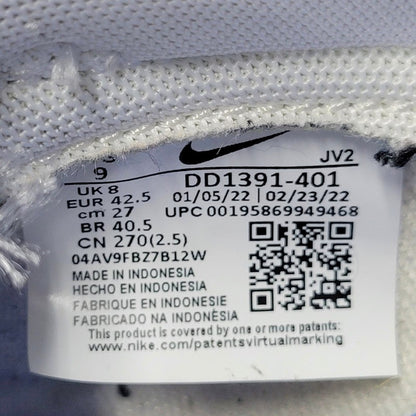 JV2
9
DD1391-401
UK 8
01/05/22 | 02/23/22
EUR 42.5
UPC 00195869949468
cm 27
BR 40.5
CN 270(2.5)
04AV9FBZ7B12W
MADE IN INDONESIA
HECHO EN INDONESIA
FABRIQUE EN INDONESIE
FABRICADO NA INDONÉSIA
This product is covered by one or more patents:
www.nike.com/patentsvirtualmarking